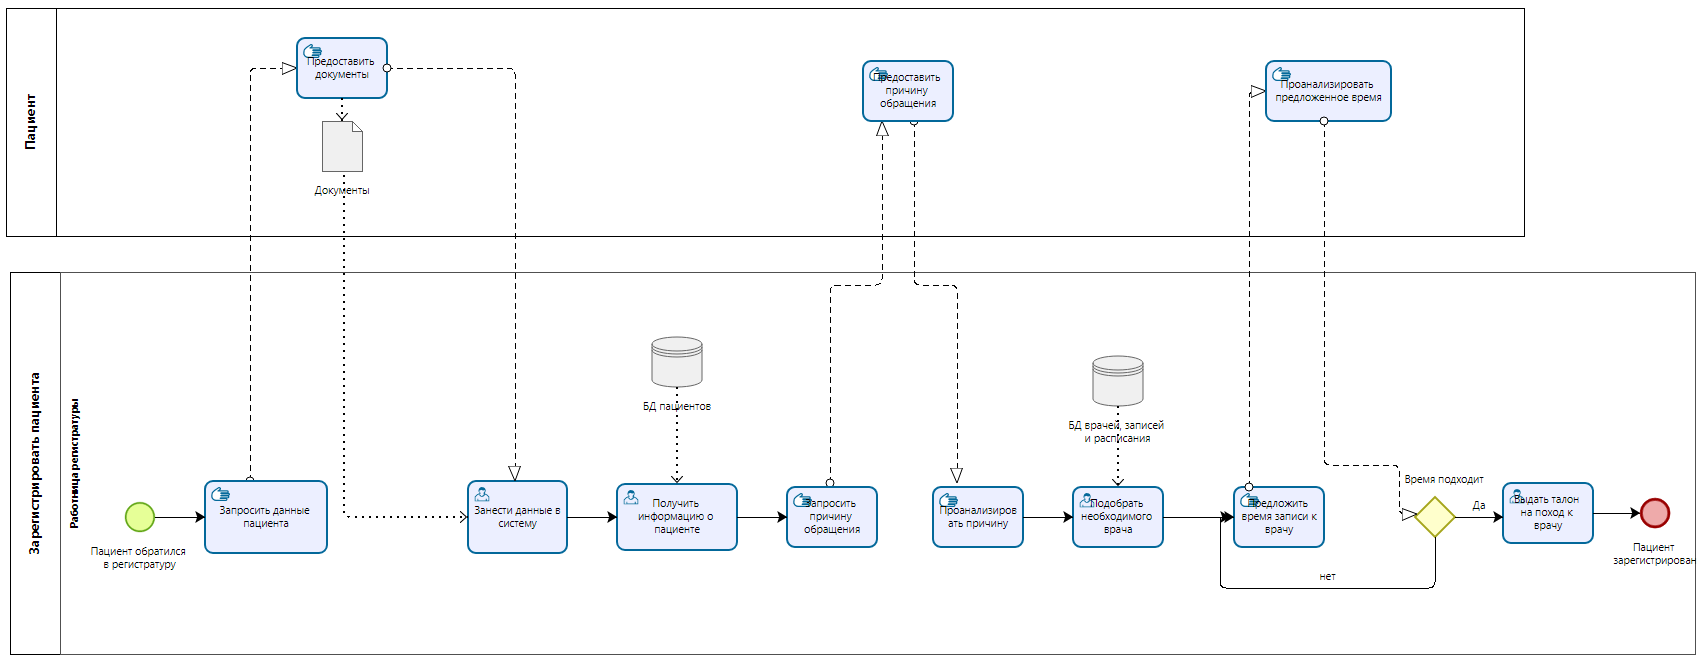 Пациент
Предоставить
документы
Документы
Предоставить
причину
обращения
Проанализировать
предложенное время
Зарегистрировать пациента
Работница регистратуры
Пациент обратился
в регистратуру
Запросить данные
пациента
Занести данные в
систему
БД пациентов
Получить
информацию о
пациенте
Запросить
причину
обращения
Проанализиров
ать причину
БД врачей, записей
и расписания
Подобрать
необходимого
врача
Предложить
время записи к
врачу
Время подходит
Да
нет
Выдать талон
на поход к
врачу
Пациент
зарегистрирован